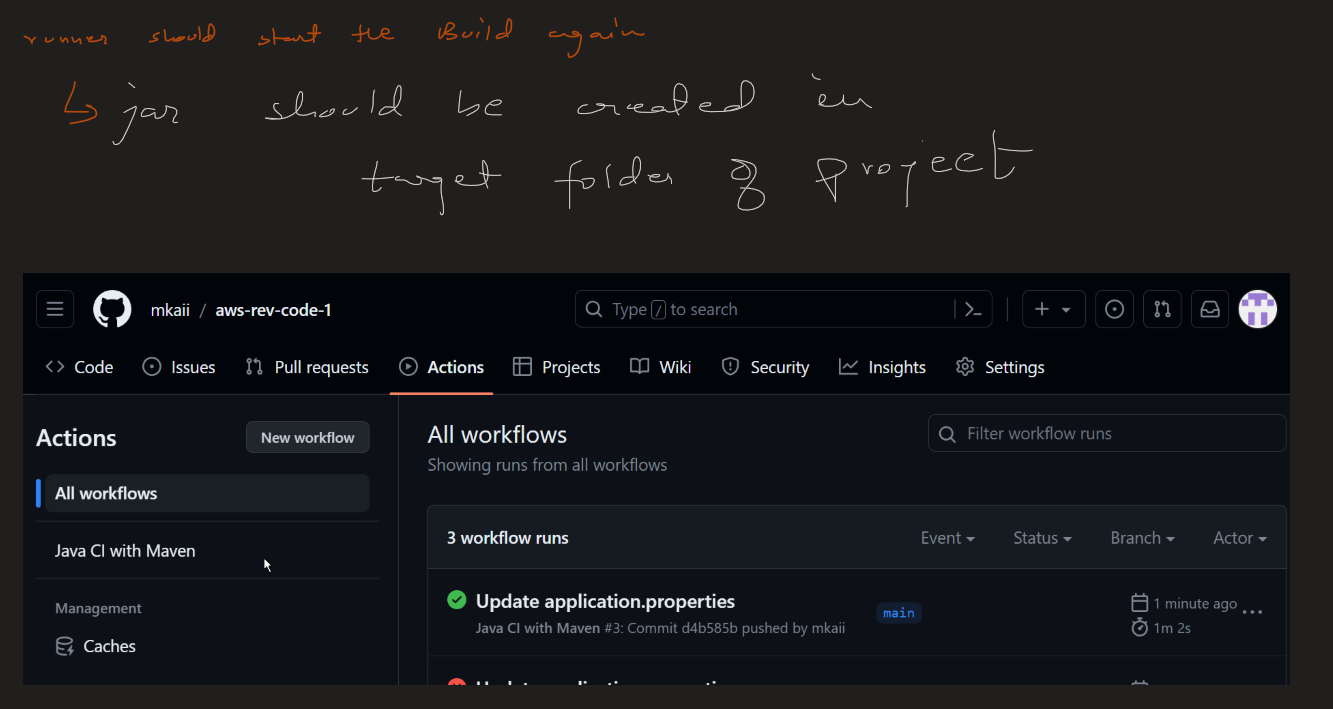 runner should start the Build again
jar should be created in
target folder of project
mkaii / aws-rev-code-1
Type / to search
Code Issues Pull requests Actions Projects Wiki Security Insights Settings
Actions
New workflow
All workflows
Java CI with Maven
Management
Caches
All workflows
Showing runs from all workflows
Filter workflow runs
3 workflow runs
Event Status Branch Actor
Update application.properties
main
1 minute ago
Java CI with Maven #3: Commit d4b585b pushed by mkaii
1m 2s